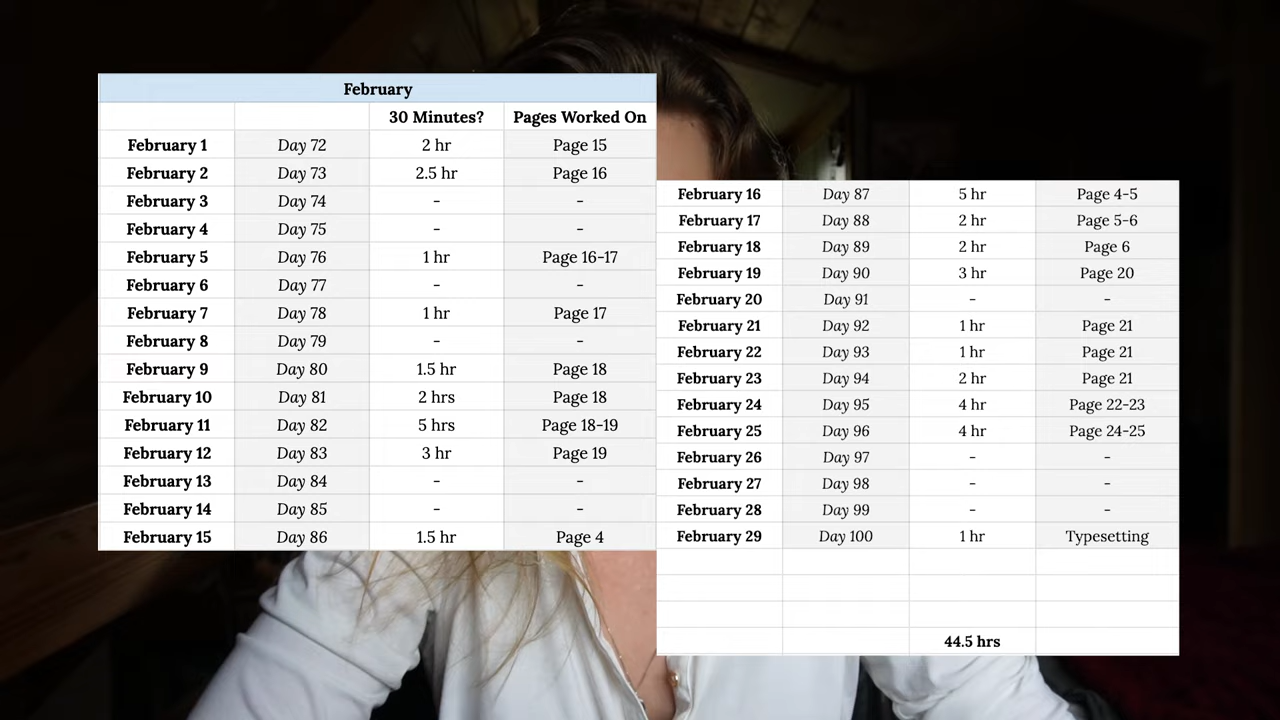 February
30 Minutes? Pages Worked On
February 1 Day 72 2 hr Page 15
February 2 Day 73 2.5 hr Page 16
February 3 Day 74 - -
February 4 Day 75 - -
February 5 Day 76 1 hr Page 16-17
February 6 Day 77 - -
February 7 Day 78 1 hr Page 17
February 8 Day 79 - -
February 9 Day 80 1.5 hr Page 18
February 10 Day 81 2 hrs Page 18
February 11 Day 82 5 hrs Page 18-19
February 12 Day 83 3 hr Page 19
February 13 Day 84 - -
February 14 Day 85 - -
February 15 Day 86 1.5 hr Page 4
February 16 Day 87 5 hr Page 4-5
February 17 Day 88 2 hr Page 5-6
February 18 Day 89 2 hr Page 6
February 19 Day 90 3 hr Page 20
February 20 Day 91 - -
February 21 Day 92 1 hr Page 21
February 22 Day 93 1 hr Page 21
February 23 Day 94 2 hr Page 21
February 24 Day 95 4 hr Page 22-23
February 25 Day 96 4 hr Page 24-25
February 26 Day 97 - -
February 27 Day 98 - -
February 28 Day 99 - -
February 29 Day 100 1 hr Typesetting
44.5 hrs